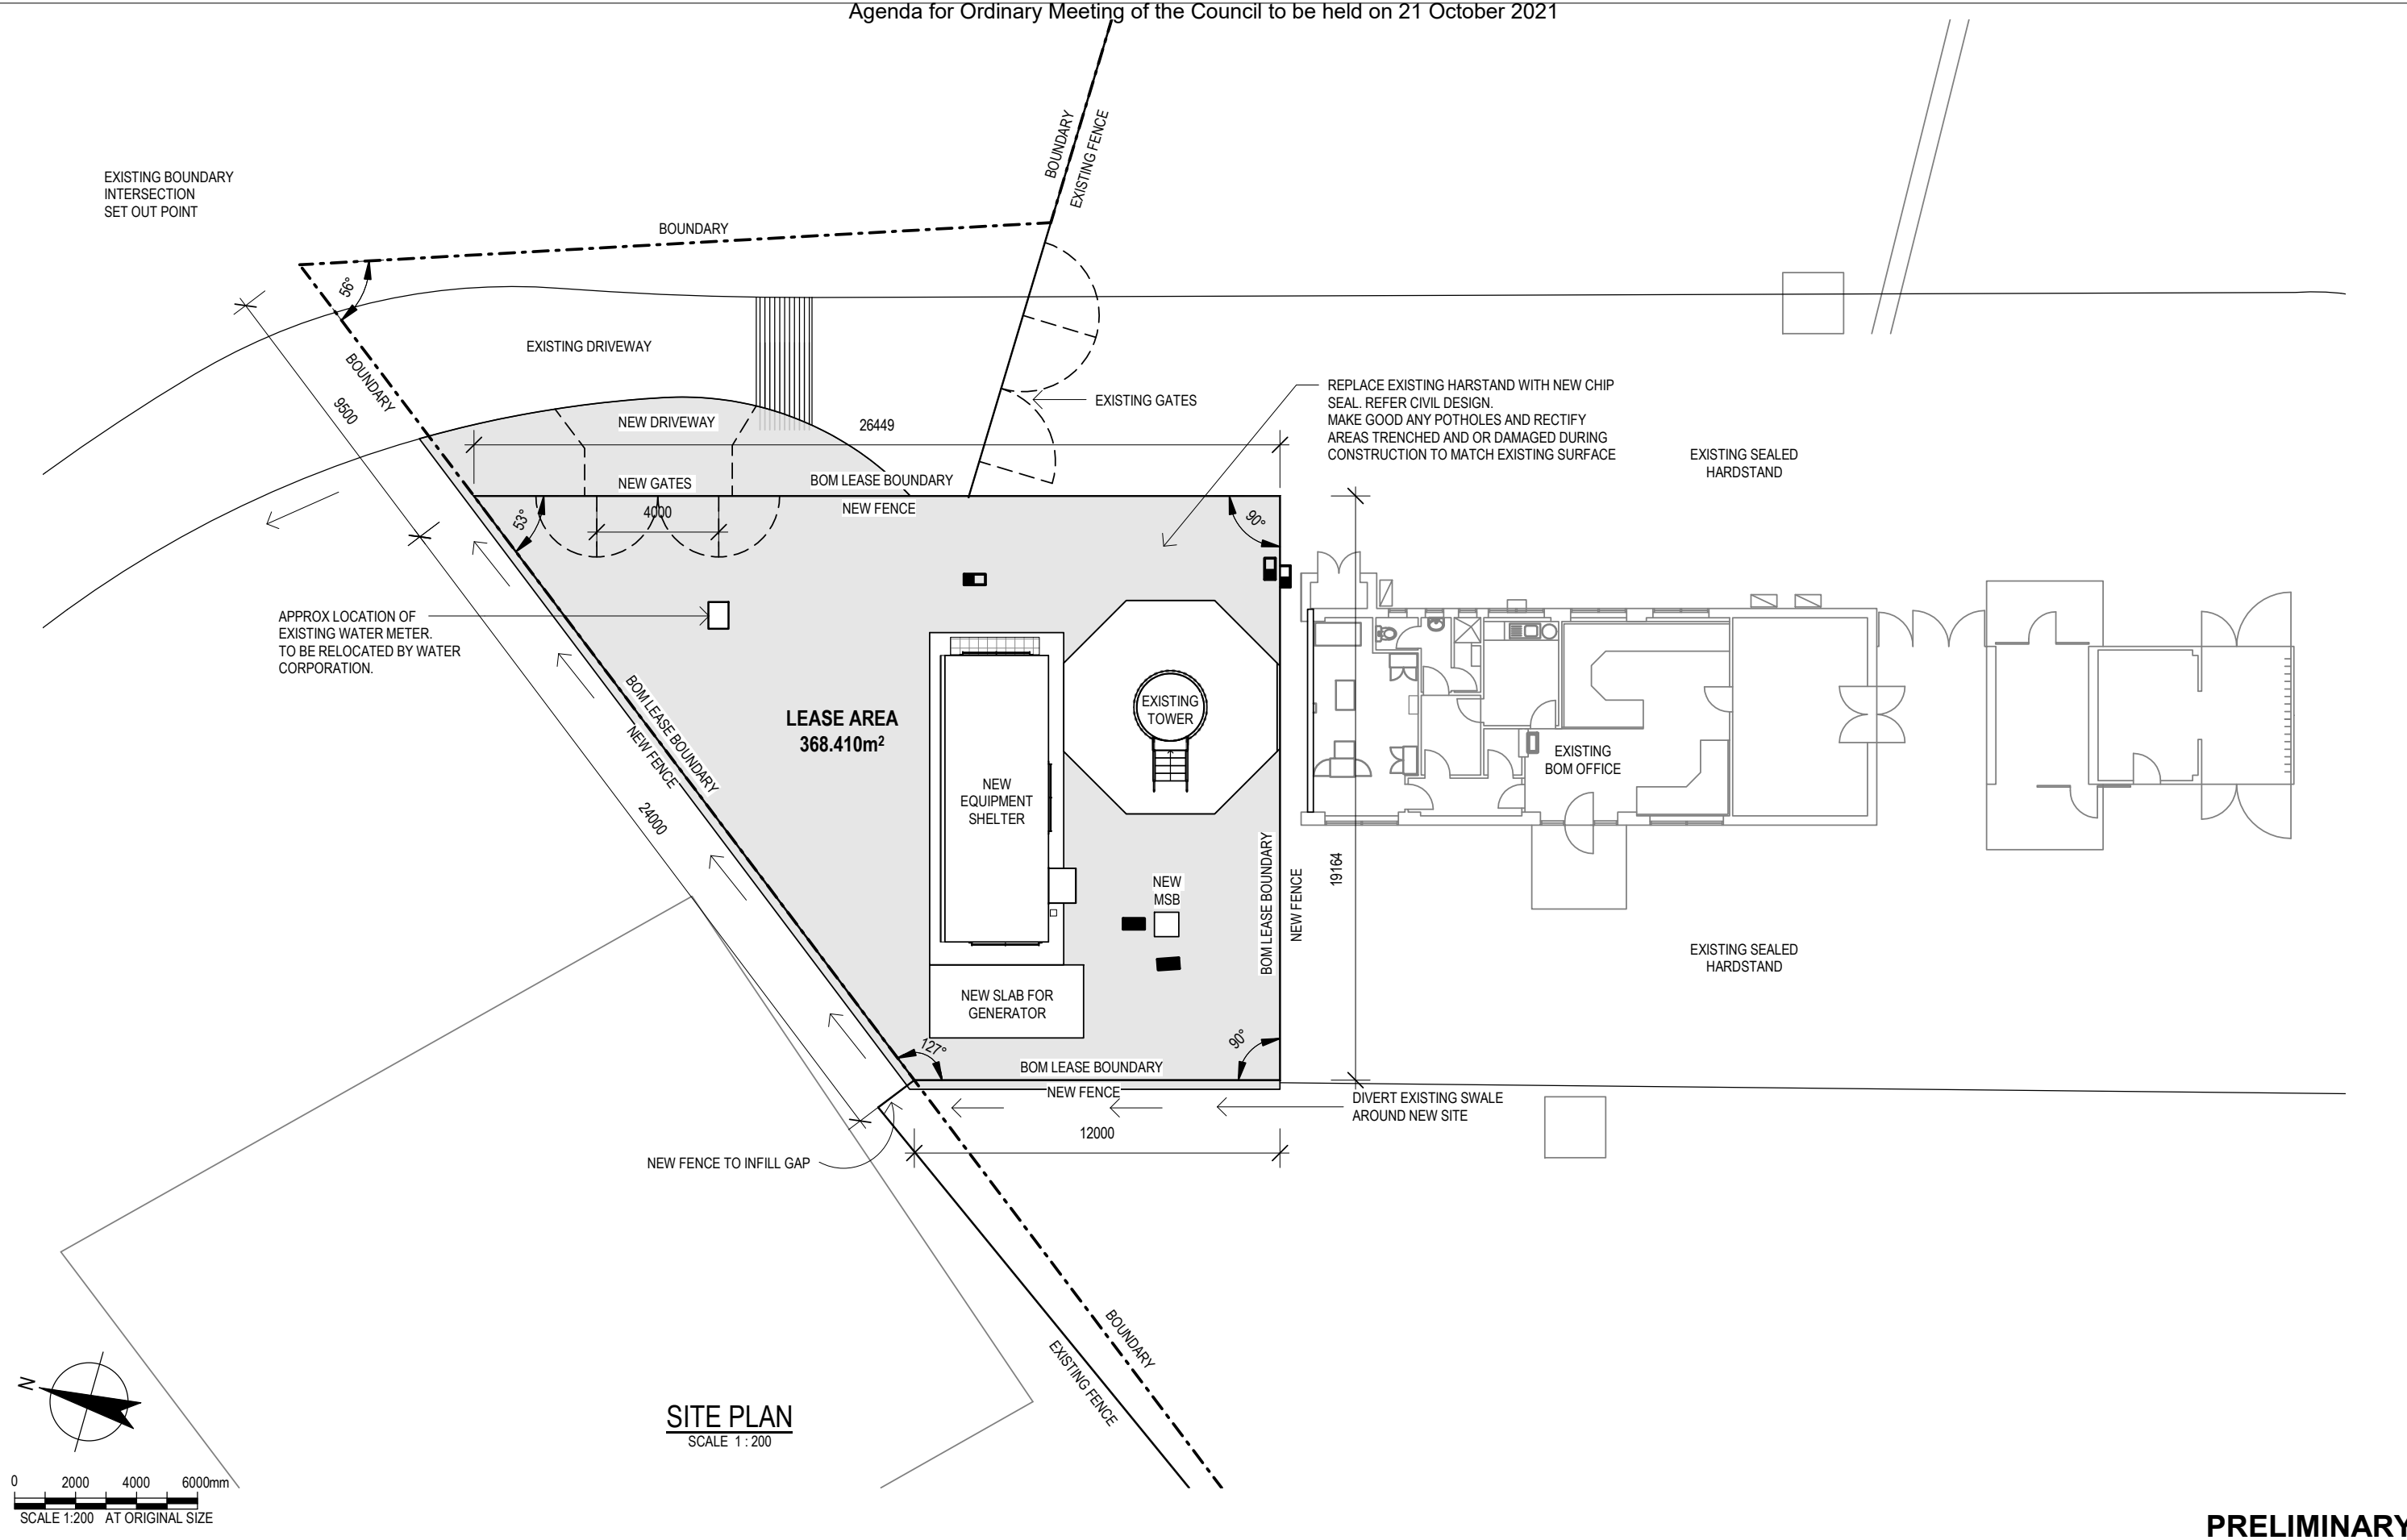 Agenda for Ordinary Meeting of the Council to be held on 21 October 2021
BOUNDARY
EXISTING FENCE
EXISTING BOUNDARY
INTERSECTION
SET OUT POINT
BOUNDARY
56°
EXISTING DRIVEWAY
BOUNDARY
9500
REPLACE EXISTING HARSTAND WITH NEW CHIP
SEAL. REFER CIVIL DESIGN.
MAKE GOOD ANY POTHOLES AND RECTIFY
AREAS TRENCHED AND OR DAMAGED DURING
CONSTRUCTION TO MATCH EXISTING SURFACE
EXISTING GATES
NEW DRIVEWAY
26449
EXISTING SEALED
HARDSTAND
NEW GATES
BOM LEASE BOUNDARY
NEW FENCE
4000
53°
90°
APPROX LOCATION OF
EXISTING WATER METER.
TO BE RELOCATED BY WATER
CORPORATION.
BOM LEASE BOUNDARY
NEW FENCE
24000
LEASE AREA
368.410m²
EXISTING
TOWER
NEW
EQUIPMENT
SHELTER
EXISTING
BOM OFFICE
NEW
MSB
BOM LEASE BOUNDARY
NEW FENCE
19164
EXISTING SEALED
HARDSTAND
NEW SLAB FOR
GENERATOR
127°
90°
BOM LEASE BOUNDARY
NEW FENCE
DIVERT EXISTING SWALE
AROUND NEW SITE
12000
NEW FENCE TO INFILL GAP
BOUNDARY
EXISTING FENCE
N
SITE PLAN
SCALE 1 : 200
0 2000 4000 6000mm
SCALE 1:200 AT ORIGINAL SIZE
PRELIMINARY